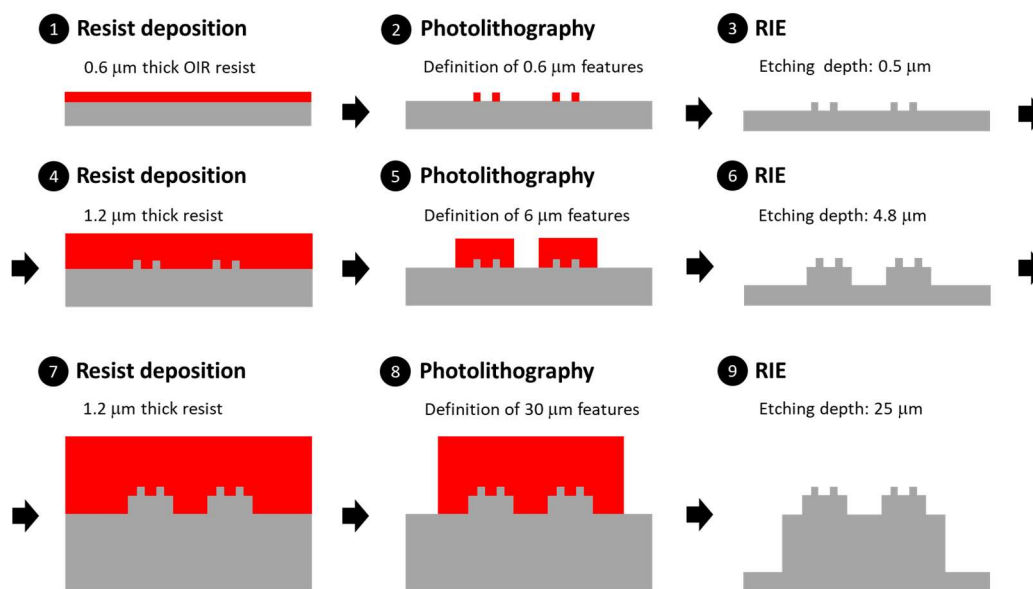 1 Resist deposition
0.6 μm thick OIR resist
2 Photolithography
Definition of 0.6 μm features
3 RIE
Etching depth: 0.5 μm
4 Resist deposition
1.2 μm thick resist
5 Photolithography
Definition of 6 μm features
6 RIE
Etching depth: 4.8 μm
7 Resist deposition
1.2 μm thick resist
8 Photolithography
Definition of 30 μm features
9 RIE
Etching depth: 25 μm